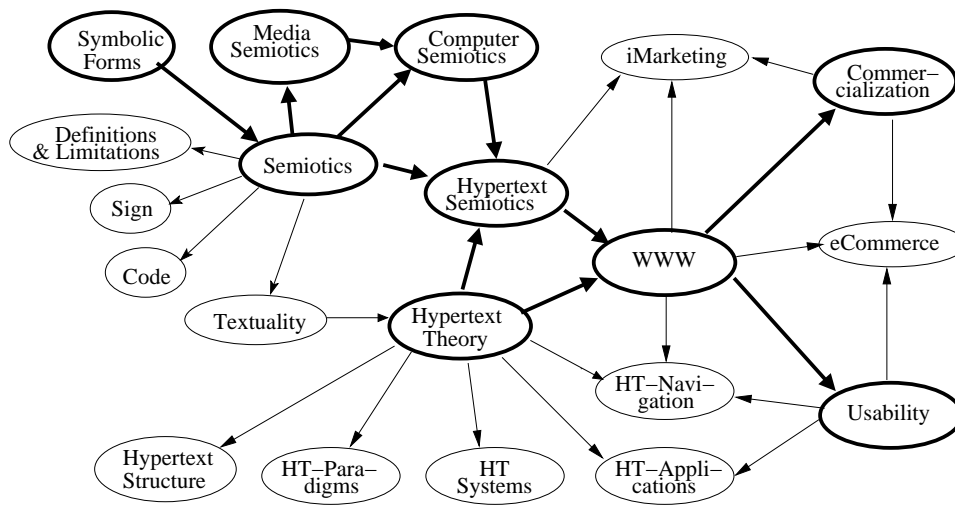 Symbolic
Forms
Media
Semiotics
Computer
Semiotics
iMarketing
Commer–
cialization
Definitions
& Limitations
Semiotics
Hypertext
Semiotics
Sign
Code
WWW
eCommerce
Textuality
Hypertext
Theory
HT–Navi–
gation
Usability
Hypertext
Structure
HT–Para–
digms
HT
Systems
HT–Appli–
cations